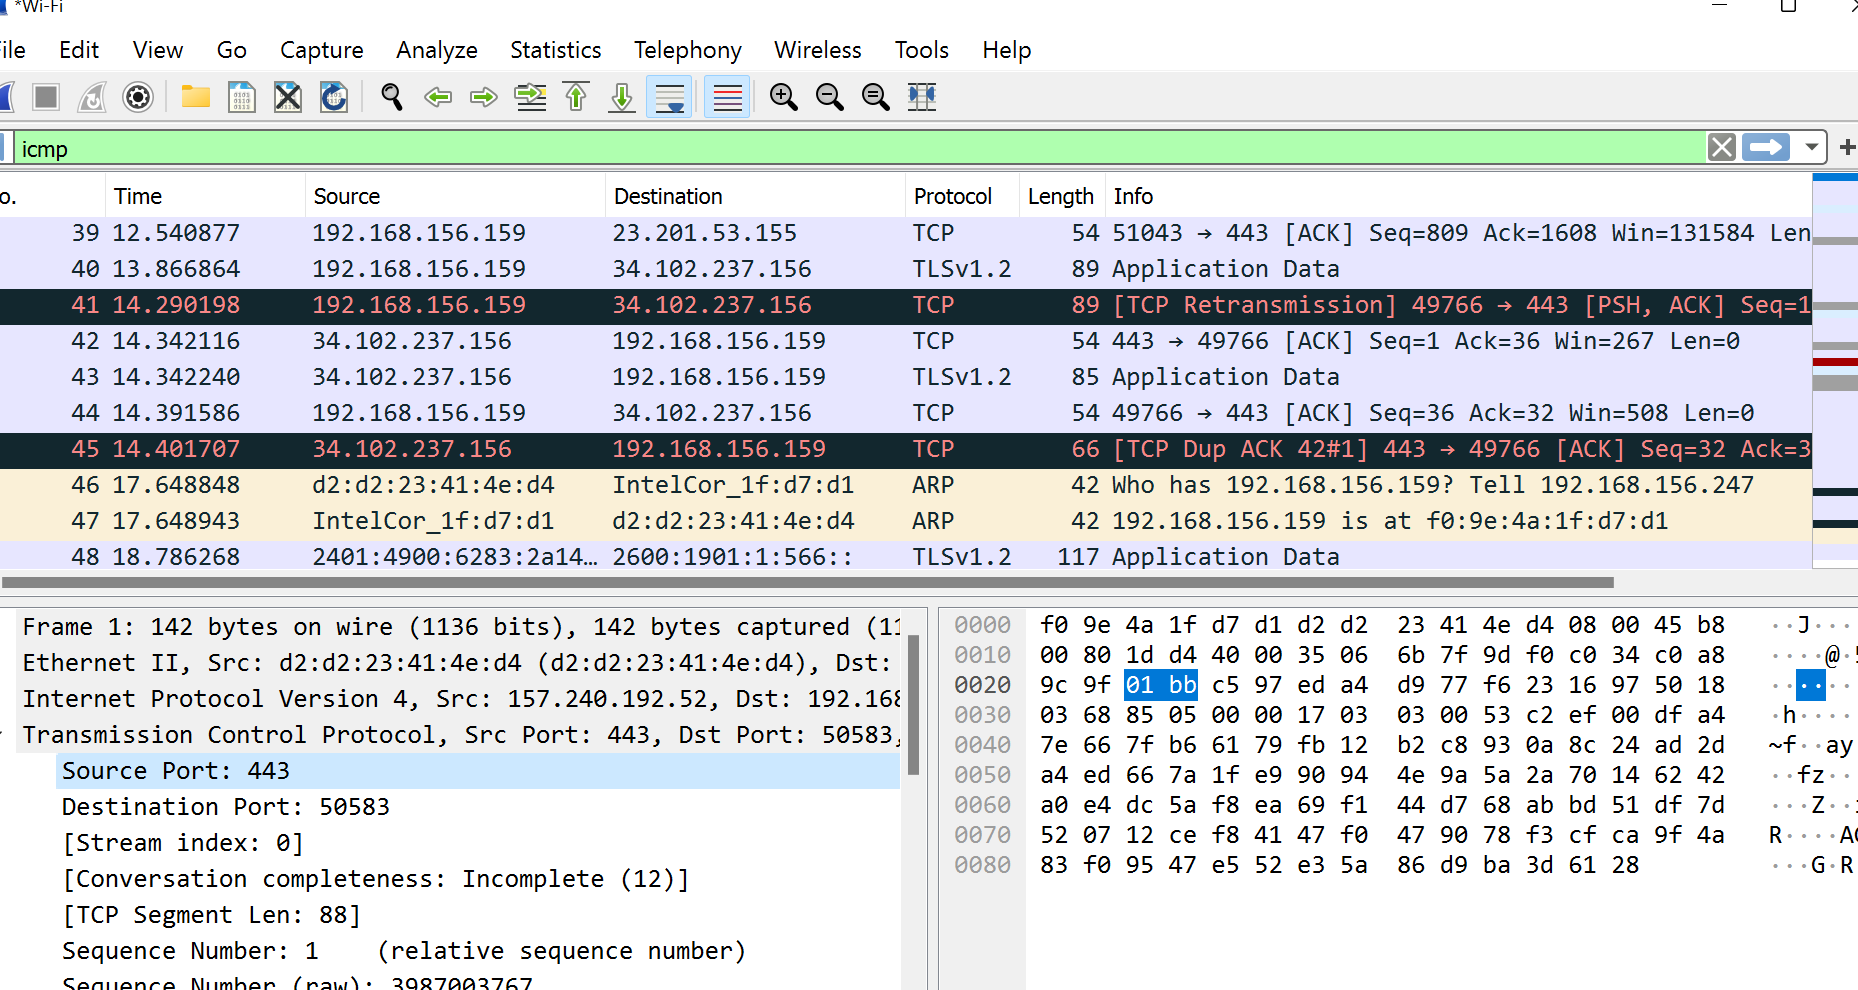 *Wi-Fi
File Edit View Go Capture Analyze Statistics Telephony Wireless Tools Help
icmp
o. Time Source Destination Protocol Length Info
39 12.540877 192.168.156.159 23.201.53.155 TCP 54 51043 → 443 [ACK] Seq=809 Ack=1608 Win=131584 Len
40 13.866864 192.168.156.159 34.102.237.156 TLSv1.2 89 Application Data
41 14.290198 192.168.156.159 34.102.237.156 TCP 89 [TCP Retransmission] 49766 → 443 [PSH, ACK] Seq=1
42 14.342116 34.102.237.156 192.168.156.159 TCP 54 443 → 49766 [ACK] Seq=1 Ack=36 Win=267 Len=0
43 14.342240 34.102.237.156 192.168.156.159 TLSv1.2 85 Application Data
44 14.391586 192.168.156.159 34.102.237.156 TCP 54 49766 → 443 [ACK] Seq=36 Ack=32 Win=508 Len=0
45 14.401707 34.102.237.156 192.168.156.159 TCP 66 [TCP Dup ACK 42#1] 443 → 49766 [ACK] Seq=32 Ack=3
46 17.648848 d2:d2:23:41:4e:d4 IntelCor_1f:d7:d1 ARP 42 Who has 192.168.156.159? Tell 192.168.156.247
47 17.648943 IntelCor_1f:d7:d1 d2:d2:23:41:4e:d4 ARP 42 192.168.156.159 is at f0:9e:4a:1f:d7:d1
48 18.786268 2401:4900:6283:2a14… 2600:1901:1:566:: TLSv1.2 117 Application Data
Frame 1: 142 bytes on wire (1136 bits), 142 bytes captured (11
Ethernet II, Src: d2:d2:23:41:4e:d4 (d2:d2:23:41:4e:d4), Dst:
Internet Protocol Version 4, Src: 157.240.192.52, Dst: 192.168
Transmission Control Protocol, Src Port: 443, Dst Port: 50583,
Source Port: 443
Destination Port: 50583
[Stream index: 0]
[Conversation completeness: Incomplete (12)]
[TCP Segment Len: 88]
Sequence Number: 1 (relative sequence number)
Sequence Number (raw): 3987003767
0000 f0 9e 4a 1f d7 d1 d2 d2 23 41 4e d4 08 00 45 b8 ··J···
0010 00 80 1d d4 40 00 35 06 6b 7f 9d f0 c0 34 c0 a8 ····@·5
0020 9c 9f 01 bb c5 97 ed a4 d9 77 f6 23 16 97 50 18 ······
0030 03 68 85 05 00 00 17 03 03 00 53 c2 ef 00 df a4 ·h····
0040 7e 66 7f b6 61 79 fb 12 b2 c8 93 0a 8c 24 ad 2d ~f··ay
0050 a4 ed 66 7a 1f e9 90 94 4e 9a 5a 2a 70 14 62 42 ··fz··
0060 a0 e4 dc 5a f8 ea 69 f1 44 d7 68 ab bd 51 df 7d ···Z··i
0070 52 07 12 ce f8 41 47 f0 47 90 78 f3 cf ca 9f 4a R····AG
0080 83 f0 95 47 e5 52 e3 5a 86 d9 ba 3d 61 28 ···G·R